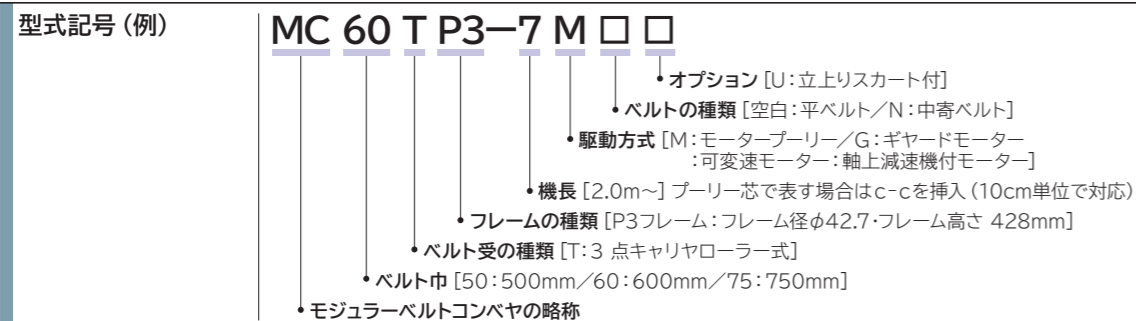 型式記号（例）
MC 60 T P3ー7 M □ □
オプション［U：立上りスカート付］
ベルトの種類［空白：平ベルト／N：中寄ベルト］
駆動方式［M：モータープーリー／G：ギヤードモーター
：可変速モーター：軸上減速機付モーター］
機長［2.0m〜］プーリー芯で表す場合はc-cを挿入（10cm単位で対応）
フレームの種類［P3フレーム：フレーム径φ42.7・フレーム高さ 428mm］
ベルト受の種類［T：3 点キャリヤローラー式］
ベルト巾［50：500mm／60：600mm／75：750mm］
モジュラーベルトコンベヤの略称